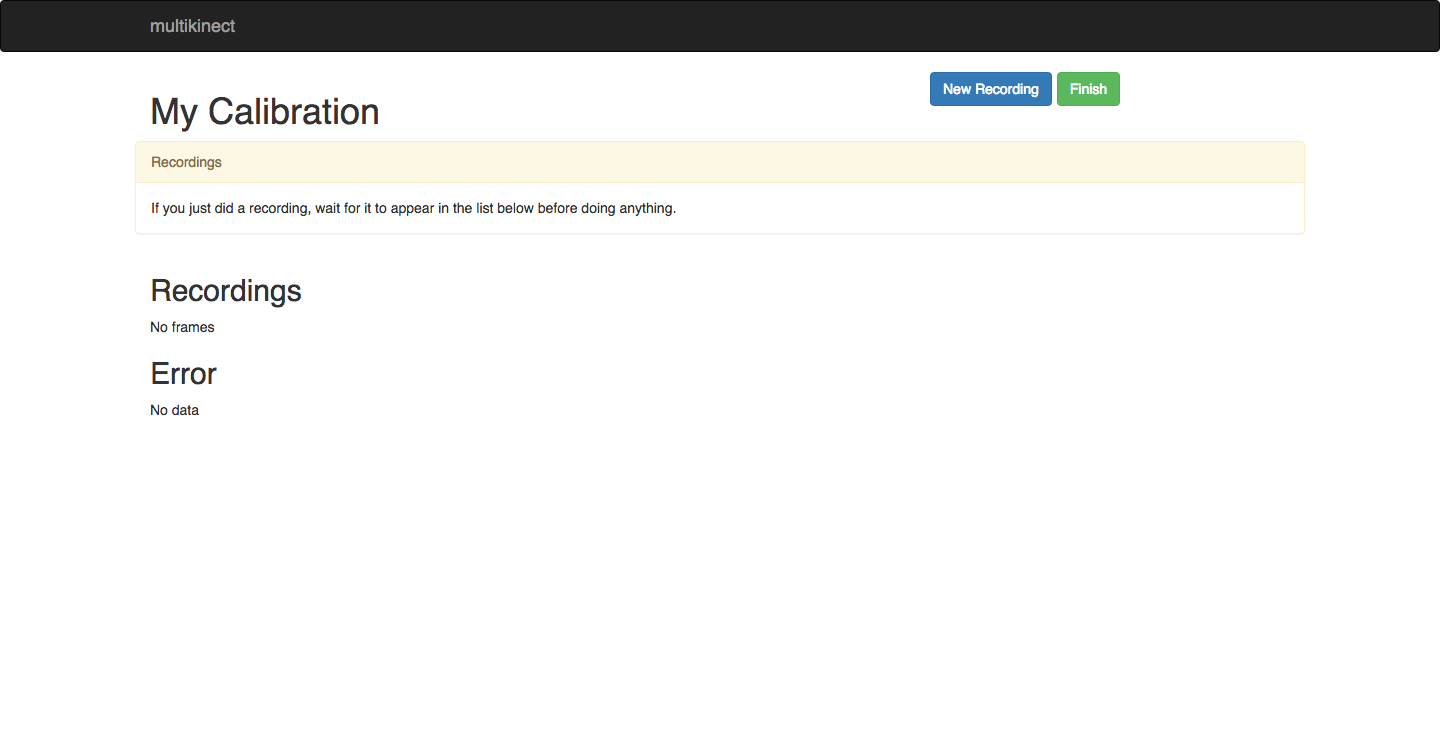 multikinect
My Calibration
New Recording
Finish
Recordings
If you just did a recording, wait for it to appear in the list below before doing anything.
Recordings
No frames
Error
No data